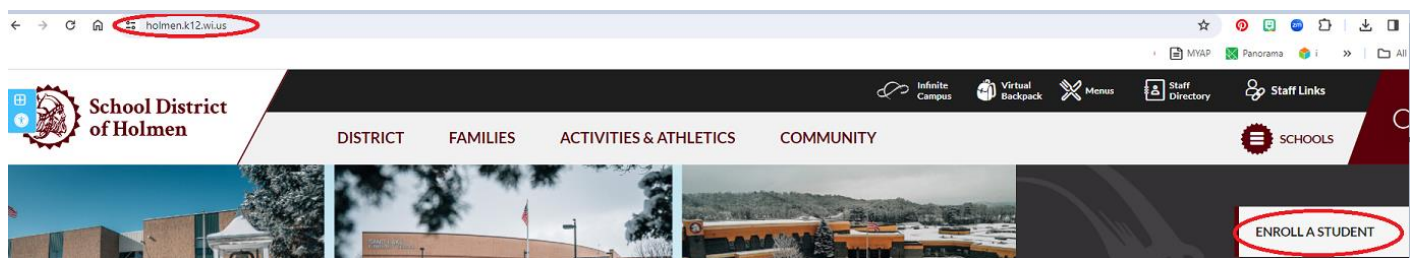 holmen.k12.wi.us
MYAP Panorama i » All
Infinite Campus Virtual Backpack Menus Staff Directory Staff Links
School District
of Holmen
DISTRICT FAMILIES ACTIVITIES & ATHLETICS COMMUNITY SCHOOLS
ENROLL A STUDENT